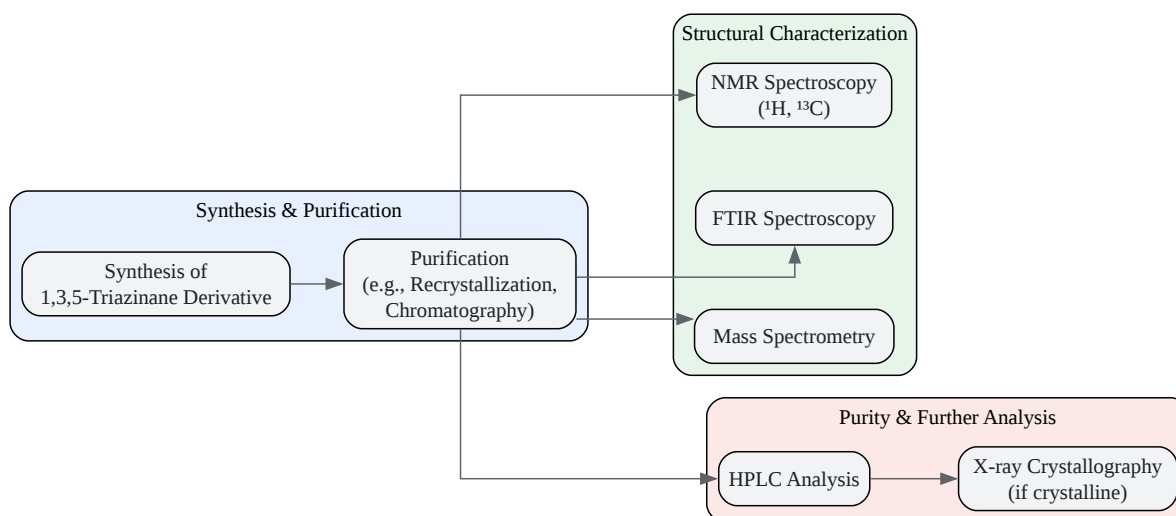 Structural Characterization
NMR Spectroscopy
(¹H, ¹³C)
Synthesis & Purification
FTIR Spectroscopy
Synthesis of
1,3,5-Triazinane Derivative
Purification
(e.g., Recrystallization,
Chromatography)
Mass Spectrometry
Purity & Further Analysis
HPLC Analysis
X-ray Crystallography
(if crystalline)